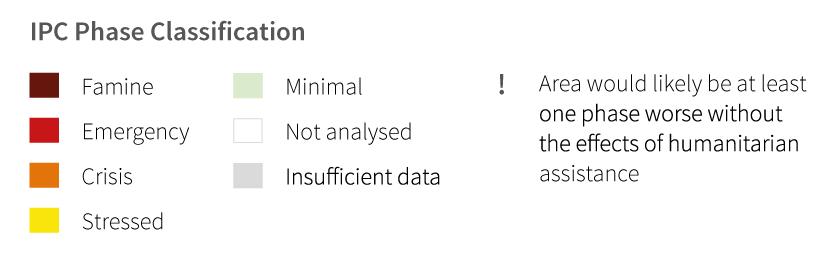 IPC Phase Classification
Famine
Emergency
Crisis
Stressed
Minimal
Not analysed
Insufficient data
! Area would likely be at least
one phase worse without
the effects of humanitarian
assistance